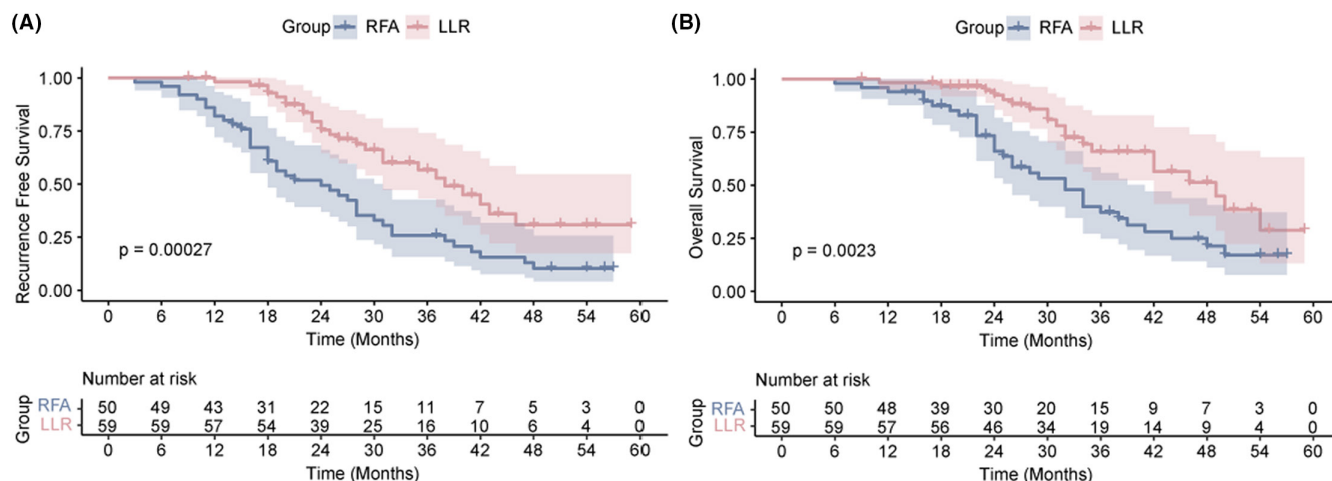 (A)
Group RFA LLR
Recurrence Free Survival
1.00
0.75
0.50
0.25
0.00
p = 0.00027
0 6 12 18 24 30 36 42 48 54 60
Time (Months)
Number at risk
Group
RFA 50 49 43 31 22 15 11 7 5 3 0
LLR 59 59 57 54 39 25 16 10 6 4 0
0 6 12 18 24 30 36 42 48 54 60
Time (Months)
(B)
Group RFA LLR
Overall Survival
1.00
0.75
0.50
0.25
0.00
p = 0.0023
0 6 12 18 24 30 36 42 48 54 60
Time (Months)
Number at risk
Group
RFA 50 50 48 39 30 20 15 9 7 3 0
LLR 59 59 57 56 46 34 19 14 9 4 0
0 6 12 18 24 30 36 42 48 54 60
Time (Months)